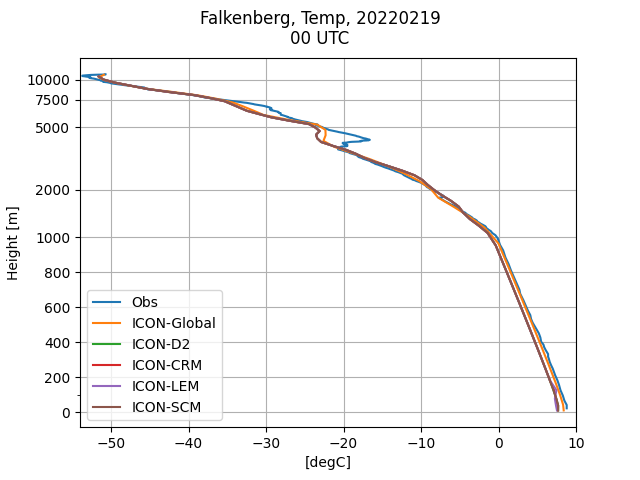 Falkenberg, Temp, 20220219
00 UTC
10000
7500
5000
2000
1000
800
600
400
200
0
Height [m]
Obs
ICON-Global
ICON-D2
ICON-CRM
ICON-LEM
ICON-SCM
−50 −40 −30 −20 −10 0 10
[degC]